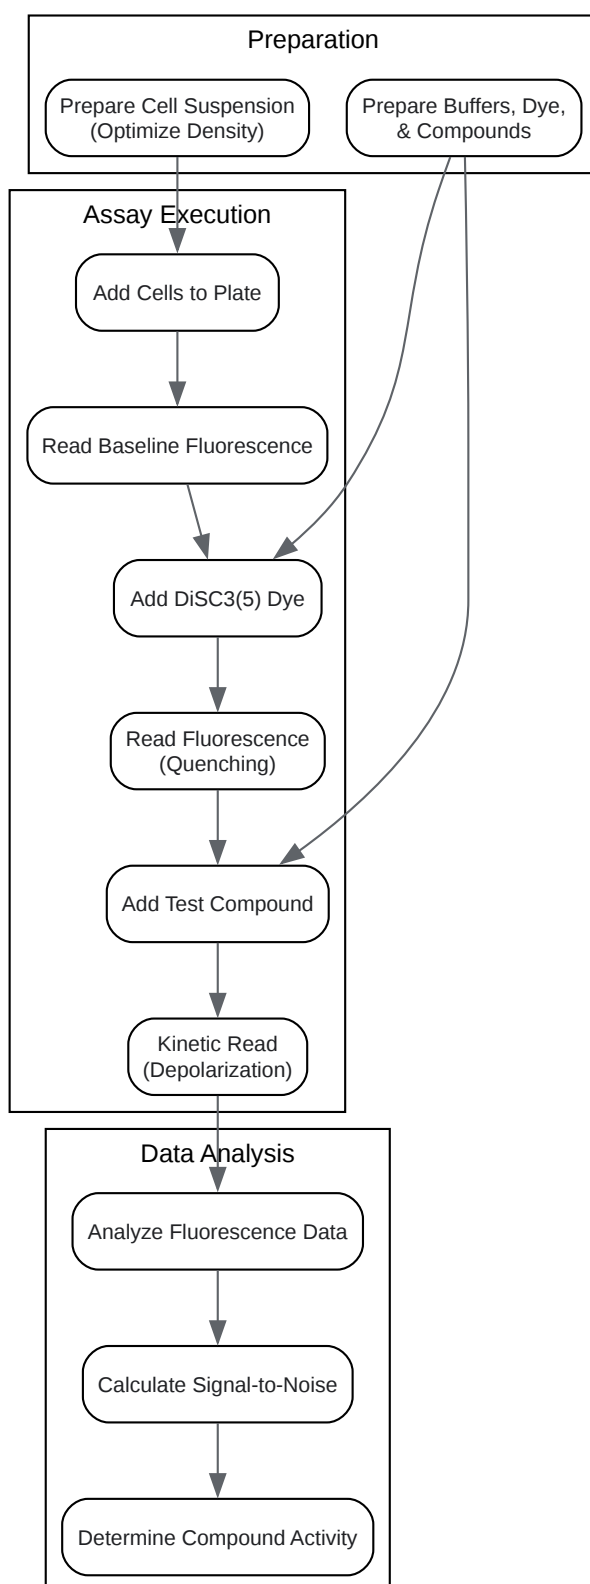 Preparation
Prepare Cell Suspension
(Optimize Density)
Prepare Buffers, Dye,
& Compounds
Assay Execution
Add Cells to Plate
Read Baseline Fluorescence
Add DiSC3(5) Dye
Read Fluorescence
(Quenching)
Add Test Compound
Kinetic Read
(Depolarization)
Data Analysis
Analyze Fluorescence Data
Calculate Signal-to-Noise
Determine Compound Activity